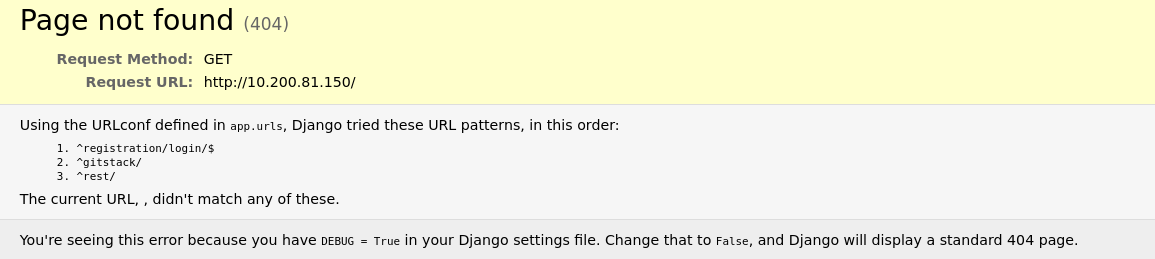 Page not found (404)
Request Method: GET
Request URL: http://10.200.81.150/
Using the URLconf defined in app.urls, Django tried these URL patterns, in this order:
1. ^registration/login/$
2. ^gitstack/
3. ^rest/
The current URL, , didn't match any of these.
You're seeing this error because you have DEBUG = True in your Django settings file. Change that to False, and Django will display a standard 404 page.